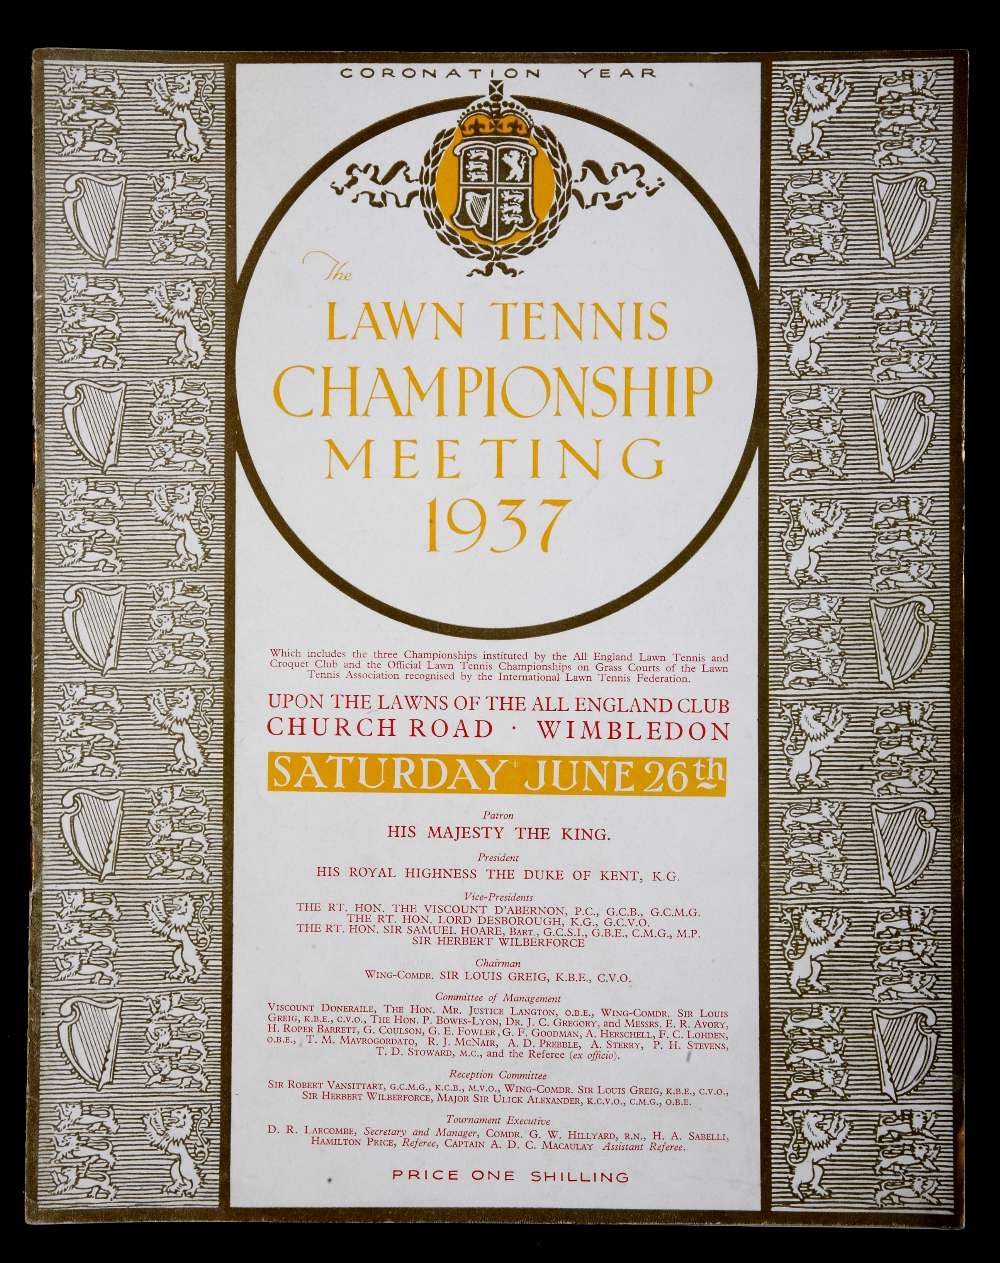 CORONATION YEAR
The
LAWN TENNIS
CHAMPIONSHIP
MEETING
1937
Which includes the three Championships instituted by the All England Lawn Tennis and
Croquet Club and the Official Lawn Tennis Championships on Grass Courts of the Lawn
Tennis Association recognised by the International Lawn Tennis Federation.
UPON THE LAWNS OF THE ALL ENGLAND CLUB
CHURCH ROAD · WIMBLEDON
SATURDAY JUNE 26th
Patron
HIS MAJESTY THE KING.
President
HIS ROYAL HIGHNESS THE DUKE OF KENT, K.G.
Vice-Presidents
THE RT. HON. THE VISCOUNT D'ABERNON, P.C., G.C.B., G.C.M.G.
THE RT. HON. LORD DESBOROUGH, K.G., G.C.V.O.
THE RT. HON. SIR SAMUEL HOARE, BART., G.C.S.I., G.B.E., C.M.G., M.P.
SIR HERBERT WILBERFORCE
Chairman
WING-COMDR. SIR LOUIS GREIG, K.B.E., C.V.O.
Committee of Management
VISCOUNT DONERAILE, THE HON. MR. JUSTICE LANGTON, O.B.E., WING-COMDR. SIR LOUIS
GREIG, K.B.E., C.V.O., THE HON. P. BOWES-LYON, DR. J. C. GREGORY, and MESSRS. E. R. AVORY,
H. ROPER BARRETT, G. COULSON, G. E. FOWLER, G. F. GOODMAN, A. HERSCHELL, F. C. LOHDEN,
O.B.E., T. M. MAVROGORDATO, R. J. MCNAIR, A. D. PREBBLE, A. STERRY, P. H. STEVENS,
T. D. STOWARD, M.C., and the Referee (ex officio).
Reception Committee
SIR ROBERT VANSITTART, G.C.M.G., K.C.B., M.V.O., WING-COMDR. SIR LOUIS GREIG, K.B.E., C.V.O.,
SIR HERBERT WILBERFORCE, MAJOR SIR ULICK ALEXANDER, K.C.V.O., C.M.G., O.B.E.
Tournament Executive
D. R. LARCOMBE, Secretary and Manager, COMDR. G. W. HILLYARD, R.N., H. A. SABELLI,
HAMILTON PRICE, Referee, CAPTAIN A. D. C. MACAULAY Assistant Referee.
PRICE ONE SHILLING